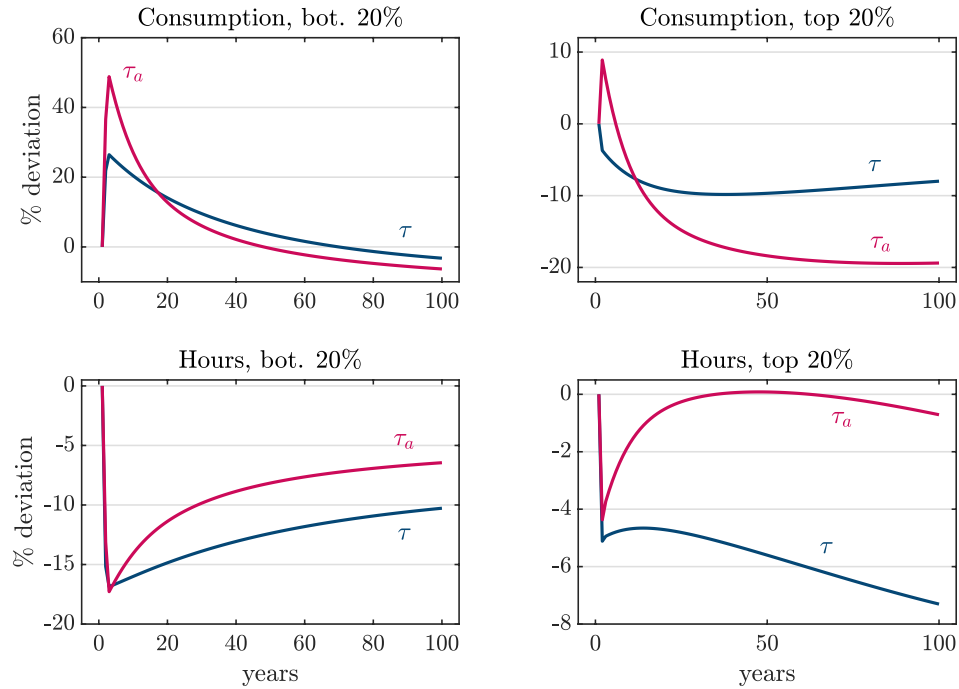 Consumption, bot. 20%
% deviation
60
40
20
0
0
20
40
60
80
100
τa
τ
Consumption, top 20%
10
0
-10
-20
0
50
100
τ
τa
Hours, bot. 20%
% deviation
0
-5
-10
-15
-20
0
20
40
60
80
100
years
τa
τ
Hours, top 20%
0
-2
-4
-6
-8
0
50
100
years
τa
τ